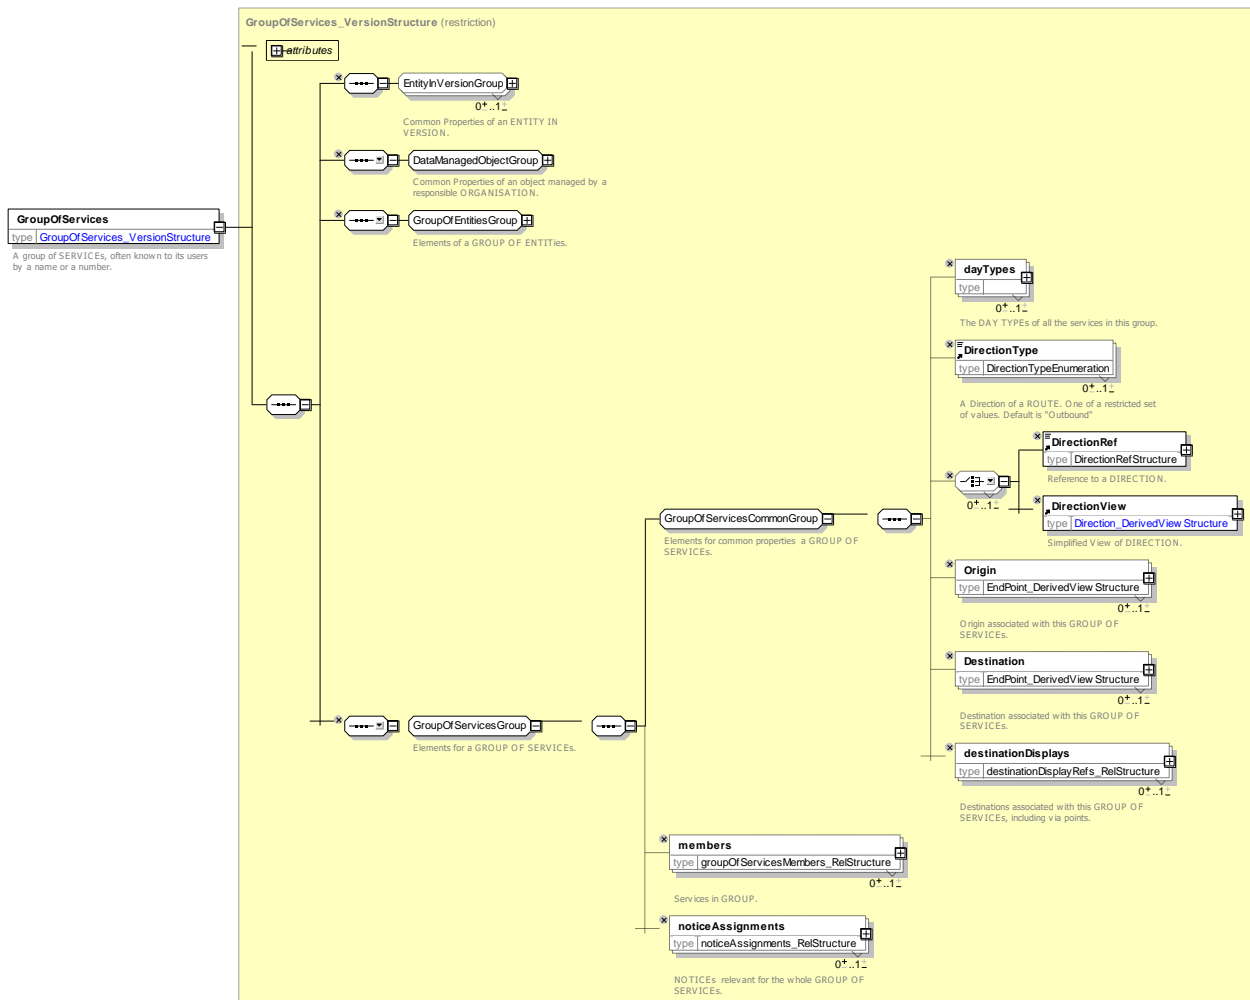 GroupOfServices_VersionStructure (restriction)
attributes
EntityInVersionGroup
0..1
Common Properties of an ENTITY IN
VERSION.
DataManagedObjectGroup
Common Properties of an object managed by a
responsible ORGANISATION.
GroupOfEntitiesGroup
Elements of a GROUP OF ENTITies.
GroupOfServices
type GroupOfServices_VersionStructure
A group of SERVICEs, often known to its users
by a name or a number.
dayTypes
type
0..1
The DAY TYPEs of all the services in this group.
DirectionType
type DirectionTypeEnumeration
0..1
A Direction of a ROUTE. One of a restricted set
of values. Default is "Outbound"
DirectionRef
type DirectionRefStructure
Reference to a DIRECTION.
0..1
DirectionView
type Direction_DerivedViewStructure
Simplified View of DIRECTION.
GroupOfServicesCommonGroup
Elements for common properties a GROUP OF
SERVICEs.
Origin
type EndPoint_DerivedViewStructure
0..1
Origin associated with this GROUP OF
SERVICEs.
Destination
type EndPoint_DerivedViewStructure
0..1
Destination associated with this GROUP OF
SERVICEs.
GroupOfServicesGroup
Elements for a GROUP OF SERVICEs.
destinationDisplays
type destinationDisplayRefs_RelStructure
0..1
Destinations associated with this GROUP OF
SERVICEs, including via points.
members
type groupOfServicesMembers_RelStructure
0..1
Services in GROUP.
noticeAssignments
type noticeAssignments_RelStructure
0..1
NOTICEs relevant for the whole GROUP OF
SERVICEs.